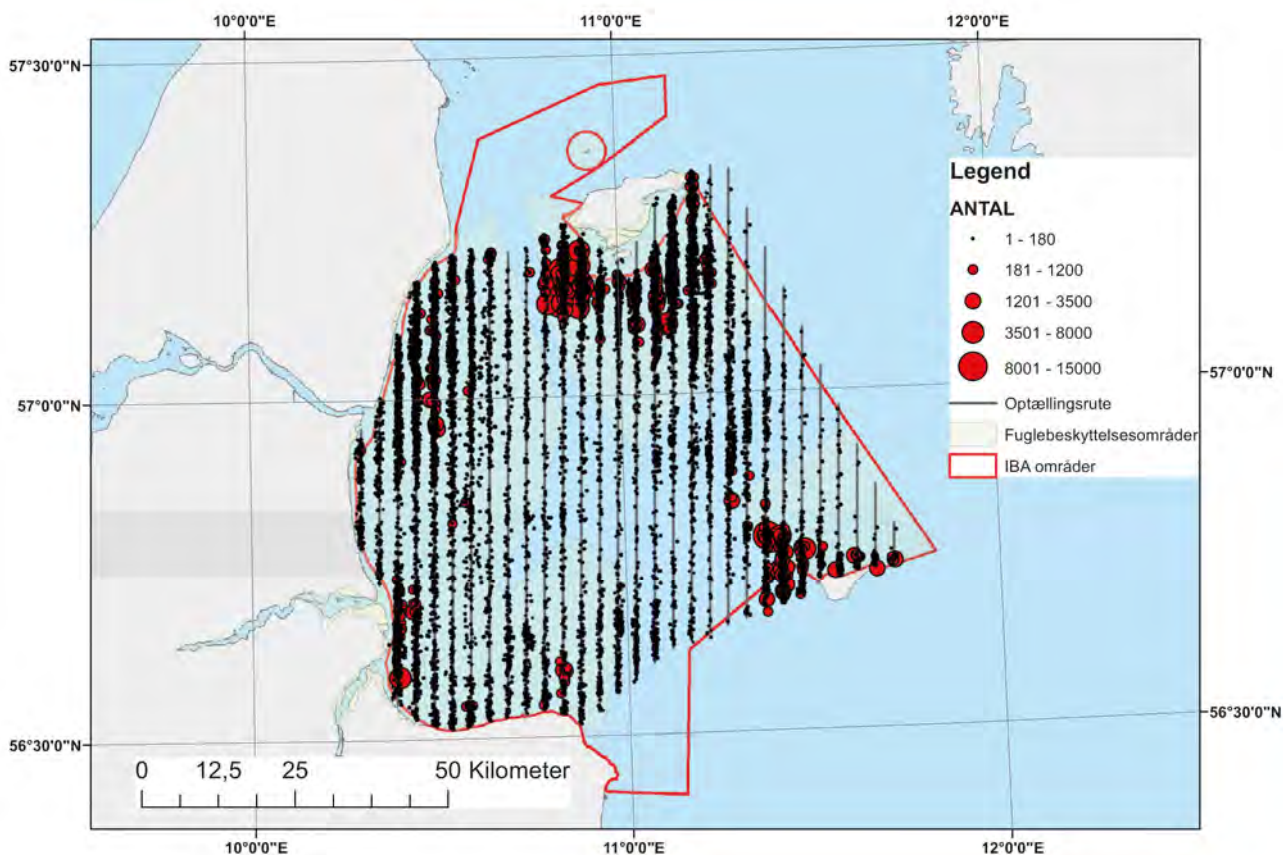 10°0'0"E
11°0'0"E
12°0'0"E
57°30'0"N
Legend
ANTAL
1 - 180
181 - 1200
1201 - 3500
3501 - 8000
8001 - 15000
57°0'0"N
Optællingsrute
57°0'0"N
Fuglebeskyttelsesområder
IBA områder
56°30'0"N
56°30'0"N
0 12,5 25 50 Kilometer
10°0'0"E
11°0'0"E
12°0'0"E